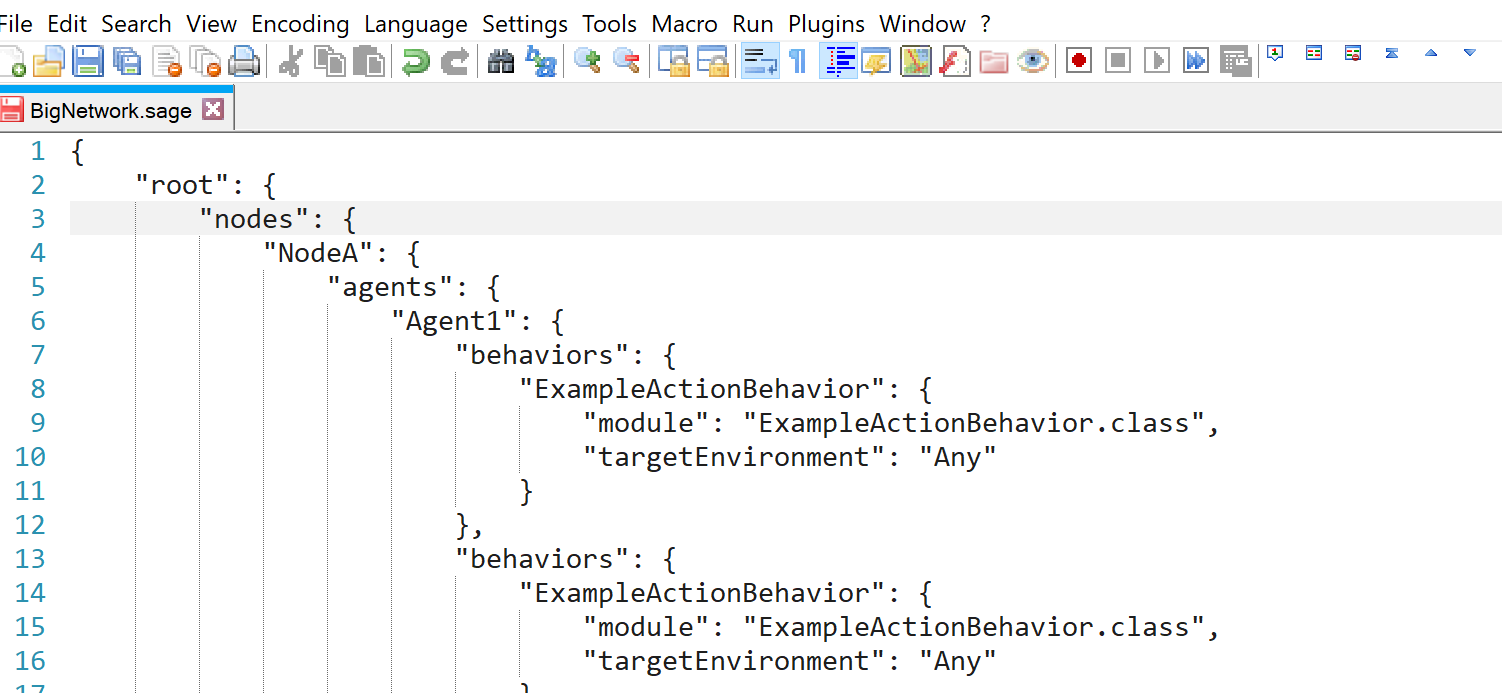 File Edit Search View Encoding Language Settings Tools Macro Run Plugins Window ?
BigNetwork.sage
1 {
2 "root": {
3 "nodes": {
4 "NodeA": {
5 "agents": {
6 "Agent1": {
7 "behaviors": {
8 "ExampleActionBehavior": {
9 "module": "ExampleActionBehavior.class",
10 "targetEnvironment": "Any"
11 }
12 },
13 "behaviors": {
14 "ExampleActionBehavior": {
15 "module": "ExampleActionBehavior.class",
16 "targetEnvironment": "Any"
17 }